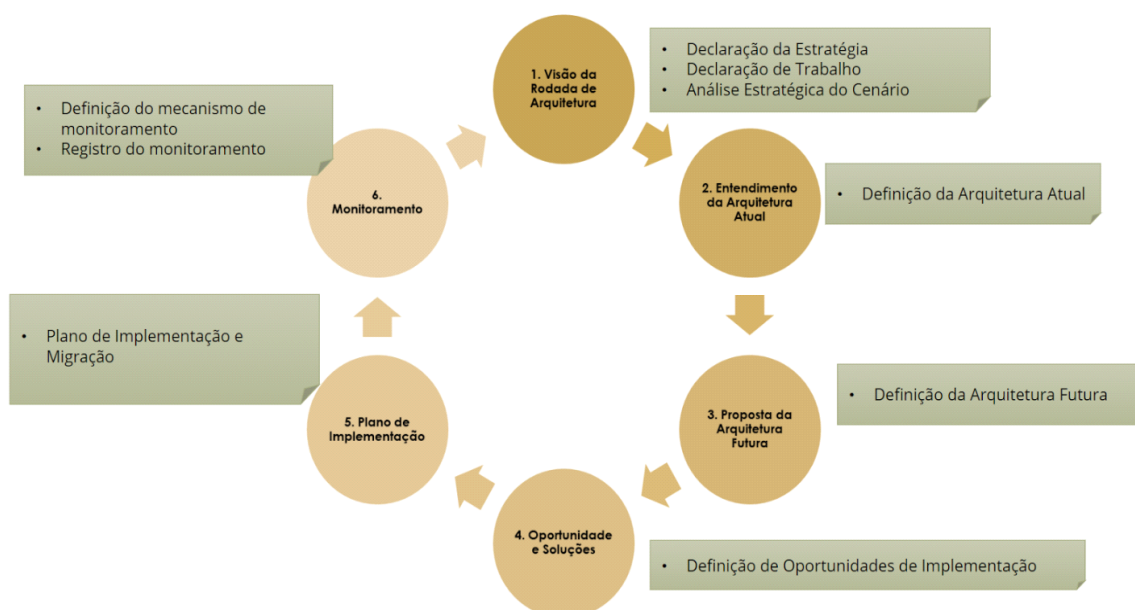 1. Visão da
Rodada de
Arquitetura
• Declaração da Estratégia
• Declaração de Trabalho
• Análise Estratégica do Cenário
2. Entendimento
da Arquitetura
Atual
• Definição da Arquitetura Atual
3. Proposta da
Arquitetura
Futura
• Definição da Arquitetura Futura
4. Oportunidade
e Soluções
• Definição de Oportunidades de Implementação
5. Plano de
Implementação
• Plano de Implementação e
Migração
6.
Monitoramento
• Definição do mecanismo de
monitoramento
• Registro do monitoramento